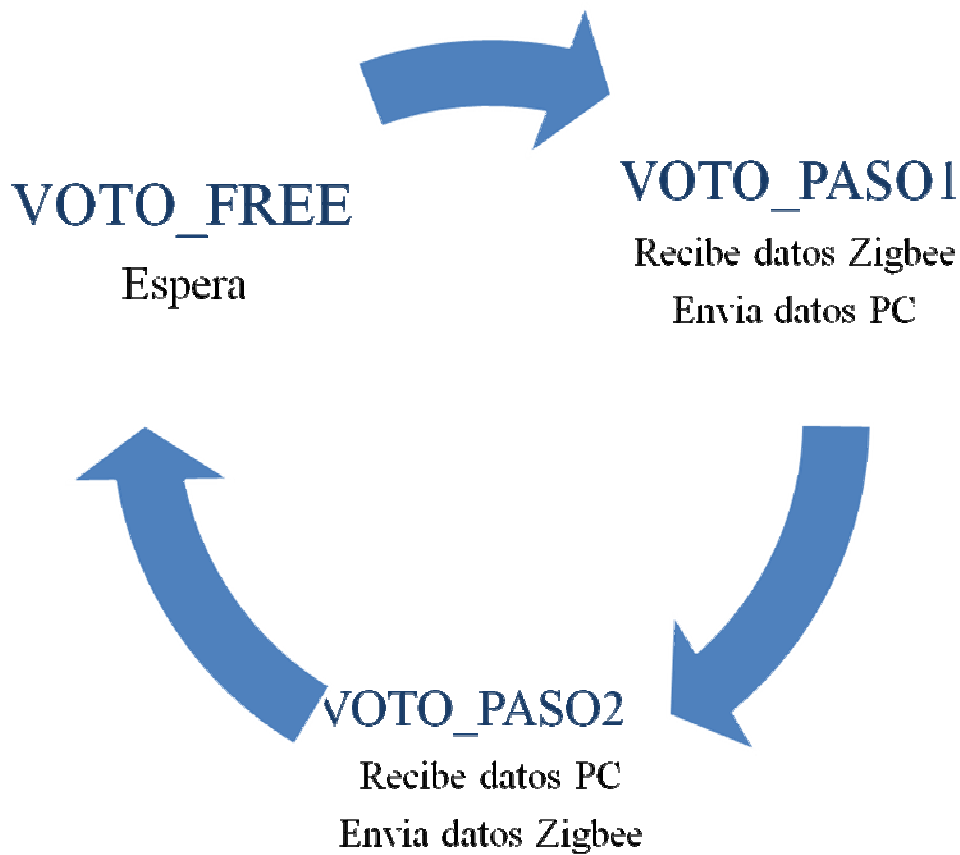 VOTO_FREE
Espera
VOTO_PASO1
Recibe datos Zigbee
Envia datos PC
VOTO_PASO2
Recibe datos PC
Envia datos Zigbee